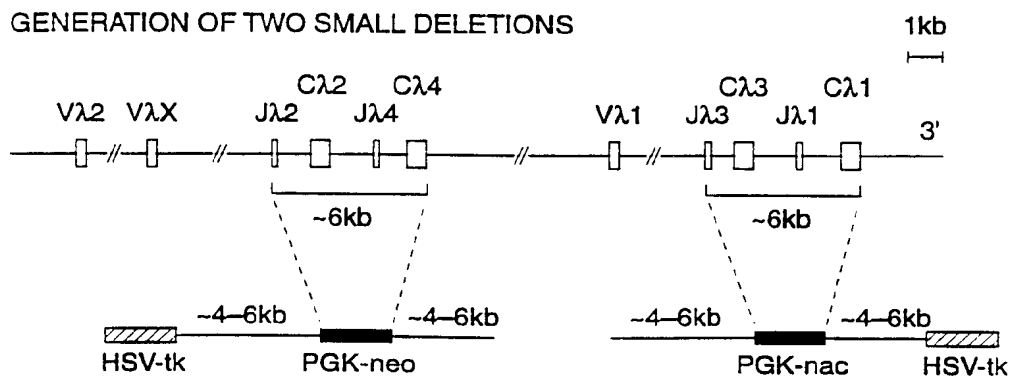 GENERATION OF TWO SMALL DELETIONS
1kb
Cλ2 Cλ4 Cλ3 Cλ1
Vλ2 VλX Jλ2 Jλ4 Vλ1 Jλ3 Jλ1 3'
~6kb ~6kb
~4–6kb ~4–6kb ~4–6kb ~4–6kb
HSV-tk PGK-neo PGK-nac HSV-tk